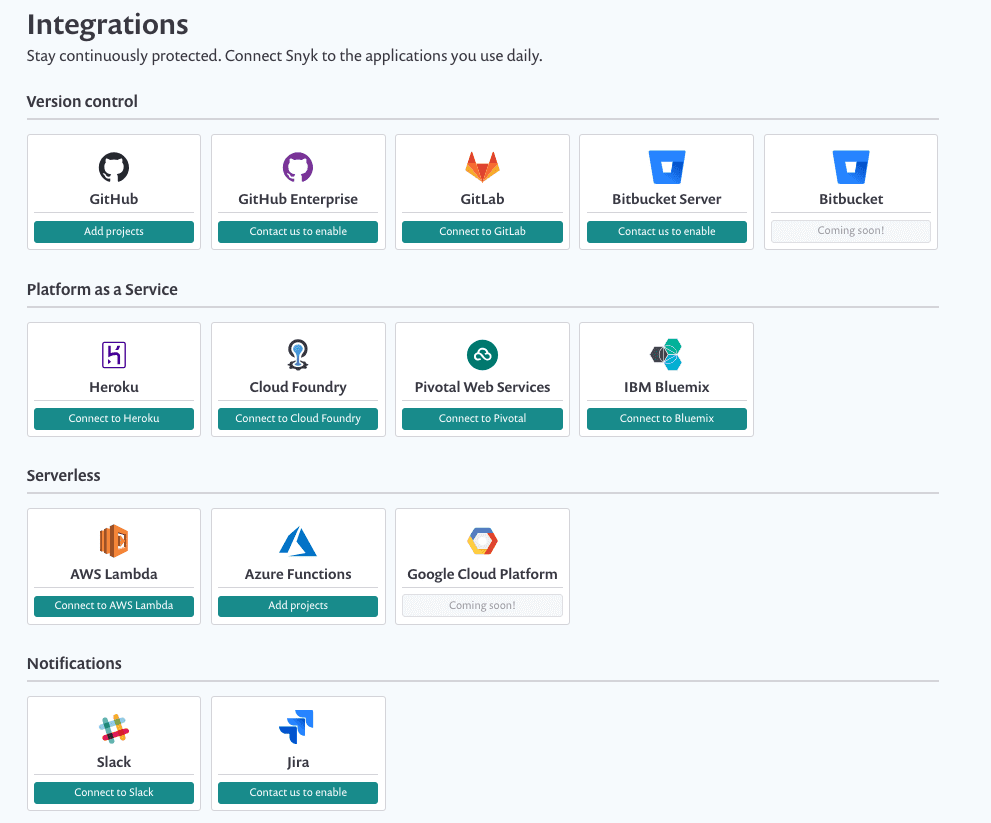 Integrations
Stay continuously protected. Connect Snyk to the applications you use daily.
Version control
GitHub
GitHub Enterprise
GitLab
Bitbucket Server
Bitbucket
Add projects
Contact us to enable
Connect to GitLab
Contact us to enable
Coming soon!
Platform as a Service
Heroku
Cloud Foundry
Pivotal Web Services
IBM Bluemix
Connect to Heroku
Connect to Cloud Foundry
Connect to Pivotal
Connect to Bluemix
Serverless
AWS Lambda
Azure Functions
Google Cloud Platform
Connect to AWS Lambda
Add projects
Coming soon!
Notifications
Slack
Jira
Connect to Slack
Contact us to enable